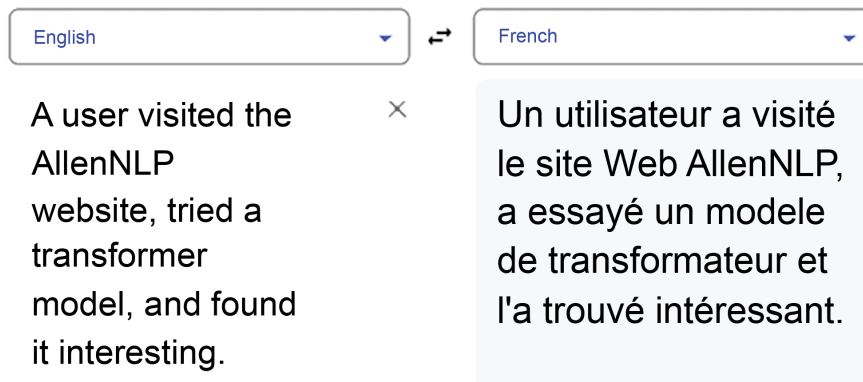 English
French
A user visited the
AllenNLP
website, tried a
transformer
model, and found
it interesting.
Un utilisateur a visité
le site Web AllenNLP,
a essayé un modele
de transformateur et
l'a trouvé intéressant.